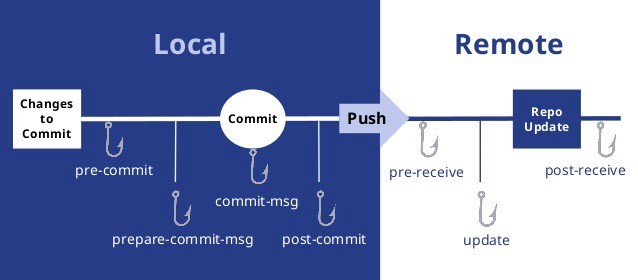 Local
Remote
Changes
to
Commit
Commit
Push
Repo
Update
pre-commit
commit-msg
pre-receive
post-receive
prepare-commit-msg
post-commit
update